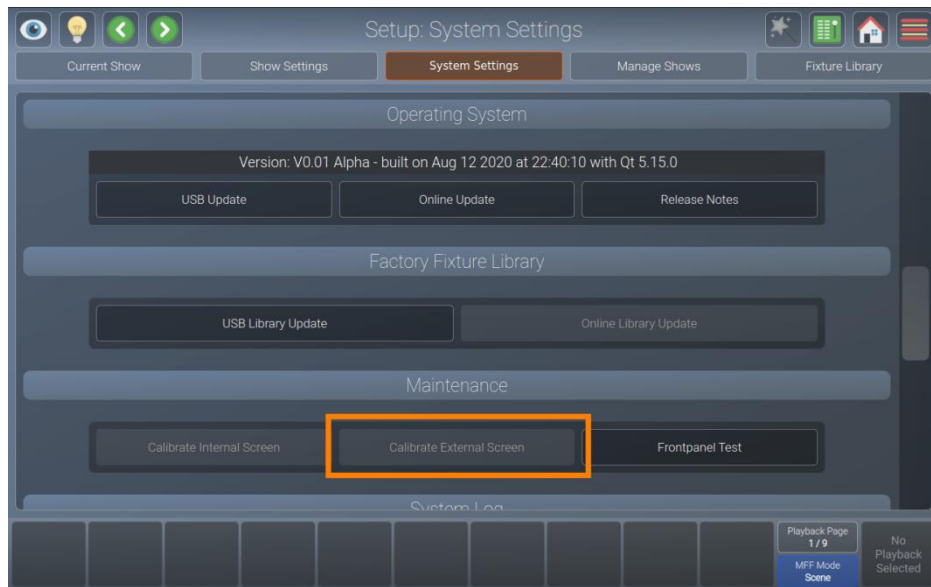 Setup: System Settings
Current Show
Show Settings
System Settings
Manage Shows
Fixture Library
Operating System
Version: V0.01 Alpha - built on Aug 12 2020 at 22:40:10 with Qt 5.15.0
USB Update
Online Update
Release Notes
Factory Fixture Library
USB Library Update
Online Library Update
Maintenance
Calibrate Internal Screen
Calibrate External Screen
Frontpanel Test
System Log
Playback Page
1 / 9
MFF Mode
Scene
No
Playback
Selected